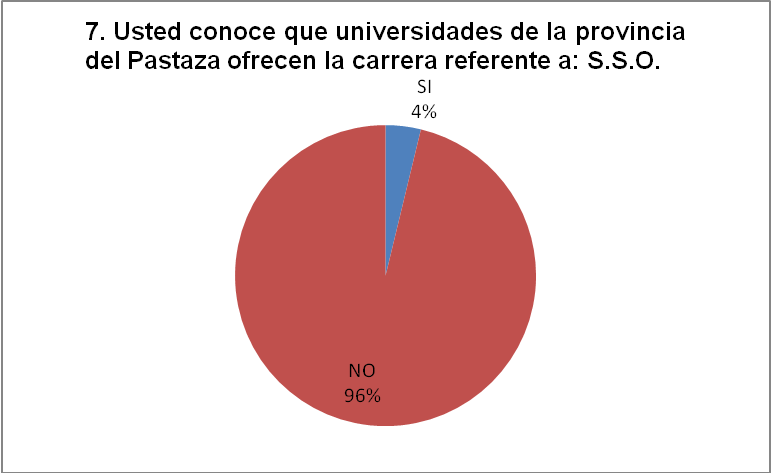 7. Usted conoce que universidades de la provincia
del Pastaza ofrecen la carrera referente a: S.S.O.
SI
4%
NO
96%